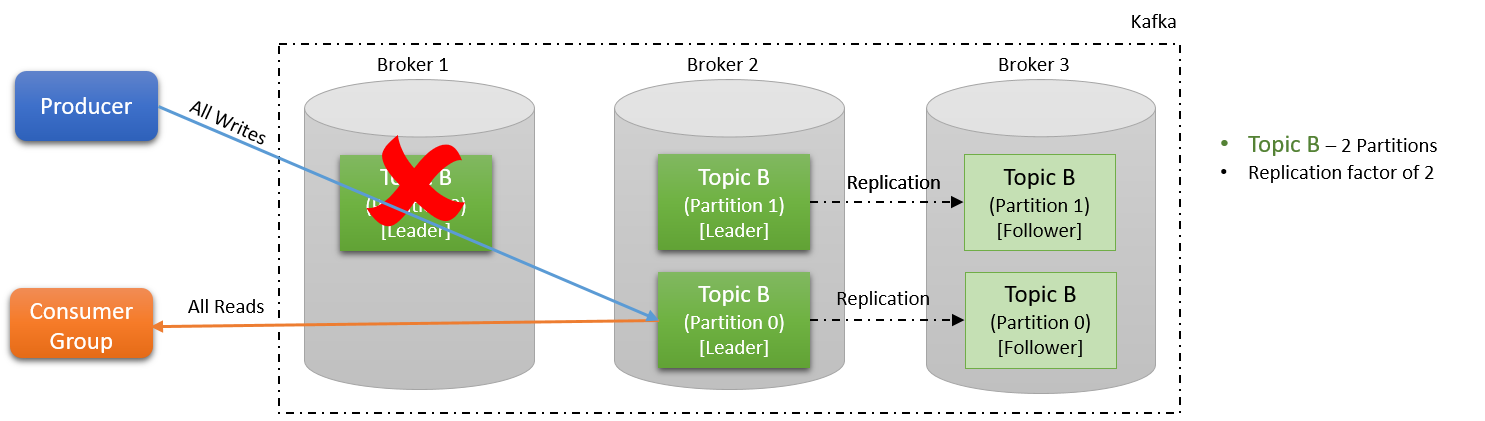 Kafka
Broker 1
Broker 2
Broker 3
Producer
All Writes
[Leader]
Topic B
(Partition 1)
[Leader]
Replication
Topic B
(Partition 1)
[Follower]
• Topic B – 2 Partitions
• Replication factor of 2
Consumer
Group
All Reads
Topic B
(Partition 0)
[Leader]
Replication
Topic B
(Partition 0)
[Follower]